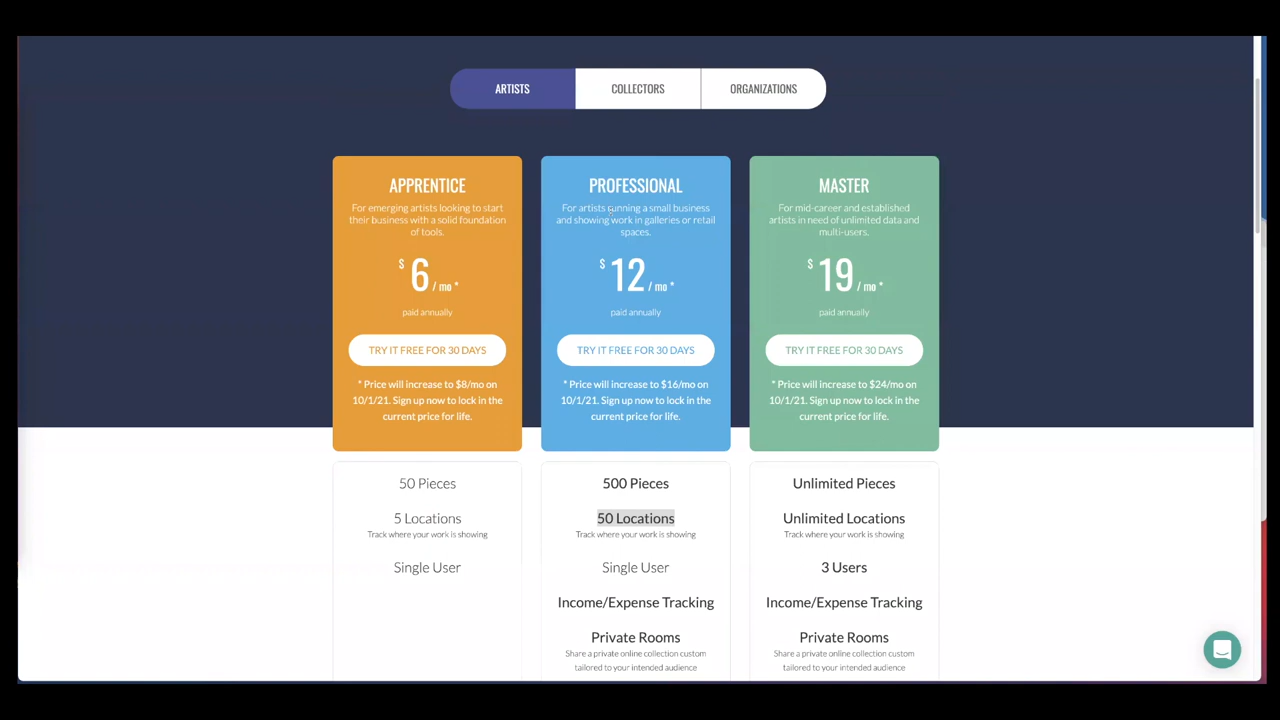 ARTISTS
COLLECTORS
ORGANIZATIONS
APPRENTICE
For emerging artists looking to start
their business with a solid foundation
of tools.
$ 6 / mo *
paid annually
TRY IT FREE FOR 30 DAYS
* Price will increase to $8/mo on
10/1/21. Sign up now to lock in the
current price for life.
50 Pieces
5 Locations
Track where your work is showing
Single User
PROFESSIONAL
For artists running a small business
and showing work in galleries or retail
spaces.
$ 12 / mo *
paid annually
TRY IT FREE FOR 30 DAYS
* Price will increase to $16/mo on
10/1/21. Sign up now to lock in the
current price for life.
500 Pieces
50 Locations
Track where your work is showing
Single User
Income/Expense Tracking
Private Rooms
Share a private online collection custom
tailored to your intended audience
MASTER
For mid-career and established
artists in need of unlimited data and
multi-users.
$ 19 / mo *
paid annually
TRY IT FREE FOR 30 DAYS
* Price will increase to $24/mo on
10/1/21. Sign up now to lock in the
current price for life.
Unlimited Pieces
Unlimited Locations
Track where your work is showing
3 Users
Income/Expense Tracking
Private Rooms
Share a private online collection custom
tailored to your intended audience